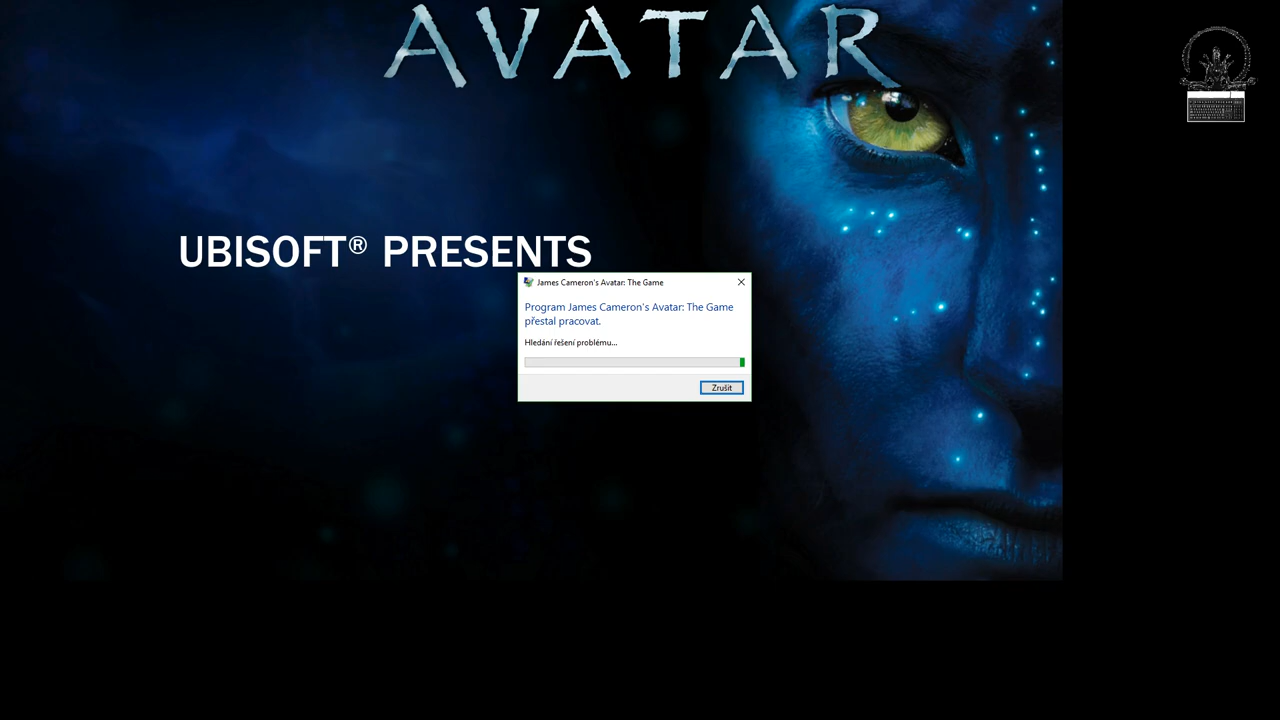 AVATAR
UBISOFT® PRESENTS
James Cameron's Avatar: The Game
Program James Cameron's Avatar: The Game
přestal pracovat.
Hledání řešení problému...
Zrušit